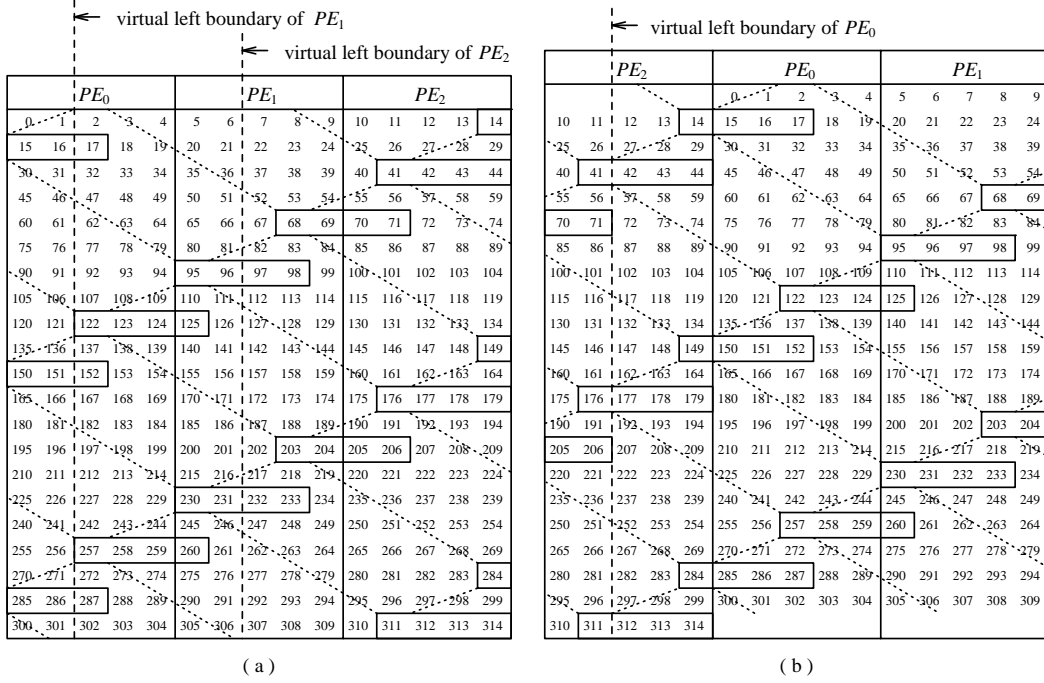 virtual left boundary of PE1
virtual left boundary of PE2
PE0 PE1 PE2
0 1 2 3 4 5 6 7 8 9 10 11 12 13 14
15 16 17 18 19 20 21 22 23 24 25 26 27 28 29
30 31 32 33 34 35 36 37 38 39 40 41 42 43 44
45 46 47 48 49 50 51 52 53 54 55 56 57 58 59
60 61 62 63 64 65 66 67 68 69 70 71 72 73 74
75 76 77 78 79 80 81 82 83 84 85 86 87 88 89
90 91 92 93 94 95 96 97 98 99 100 101 102 103 104
105 106 107 108 109 110 111 112 113 114 115 116 117 118 119
120 121 122 123 124 125 126 127 128 129 130 131 132 133 134
135 136 137 138 139 140 141 142 143 144 145 146 147 148 149
150 151 152 153 154 155 156 157 158 159 160 161 162 163 164
165 166 167 168 169 170 171 172 173 174 175 176 177 178 179
180 181 182 183 184 185 186 187 188 189 190 191 192 193 194
195 196 197 198 199 200 201 202 203 204 205 206 207 208 209
210 211 212 213 214 215 216 217 218 219 220 221 222 223 224
225 226 227 228 229 230 231 232 233 234 235 236 237 238 239
240 241 242 243 244 245 246 247 248 249 250 251 252 253 254
255 256 257 258 259 260 261 262 263 264 265 266 267 268 269
270 271 272 273 274 275 276 277 278 279 280 281 282 283 284
285 286 287 288 289 290 291 292 293 294 295 296 297 298 299
300 301 302 303 304 305 306 307 308 309 310 311 312 313 314
( a )
virtual left boundary of PE0
PE2 PE0 PE1
0 1 2 3 4 5 6 7 8 9
10 11 12 13 14 15 16 17 18 19 20 21 22 23 24
25 26 27 28 29 30 31 32 33 34 35 36 37 38 39
40 41 42 43 44 45 46 47 48 49 50 51 52 53 54
55 56 57 58 59 60 61 62 63 64 65 66 67 68 69
70 71 72 73 74 75 76 77 78 79 80 81 82 83 84
85 86 87 88 89 90 91 92 93 94 95 96 97 98 99
100 101 102 103 104 105 106 107 108 109 110 111 112 113 114
115 116 117 118 119 120 121 122 123 124 125 126 127 128 129
130 131 132 133 134 135 136 137 138 139 140 141 142 143 144
145 146 147 148 149 150 151 152 153 154 155 156 157 158 159
160 161 162 163 164 165 166 167 168 169 170 171 172 173 174
175 176 177 178 179 180 181 182 183 184 185 186 187 188 189
190 191 192 193 194 195 196 197 198 199 200 201 202 203 204
205 206 207 208 209 210 211 212 213 214 215 216 217 218 219
220 221 222 223 224 225 226 227 228 229 230 231 232 233 234
235 236 237 238 239 240 241 242 243 244 245 246 247 248 249
250 251 252 253 254 255 256 257 258 259 260 261 262 263 264
265 266 267 268 269 270 271 272 273 274 275 276 277 278 279
280 281 282 283 284 285 286 287 288 289 290 291 292 293 294
295 296 297 298 299 300 301 302 303 304 305 306 307 308 309
310 311 312 313 314
( b )